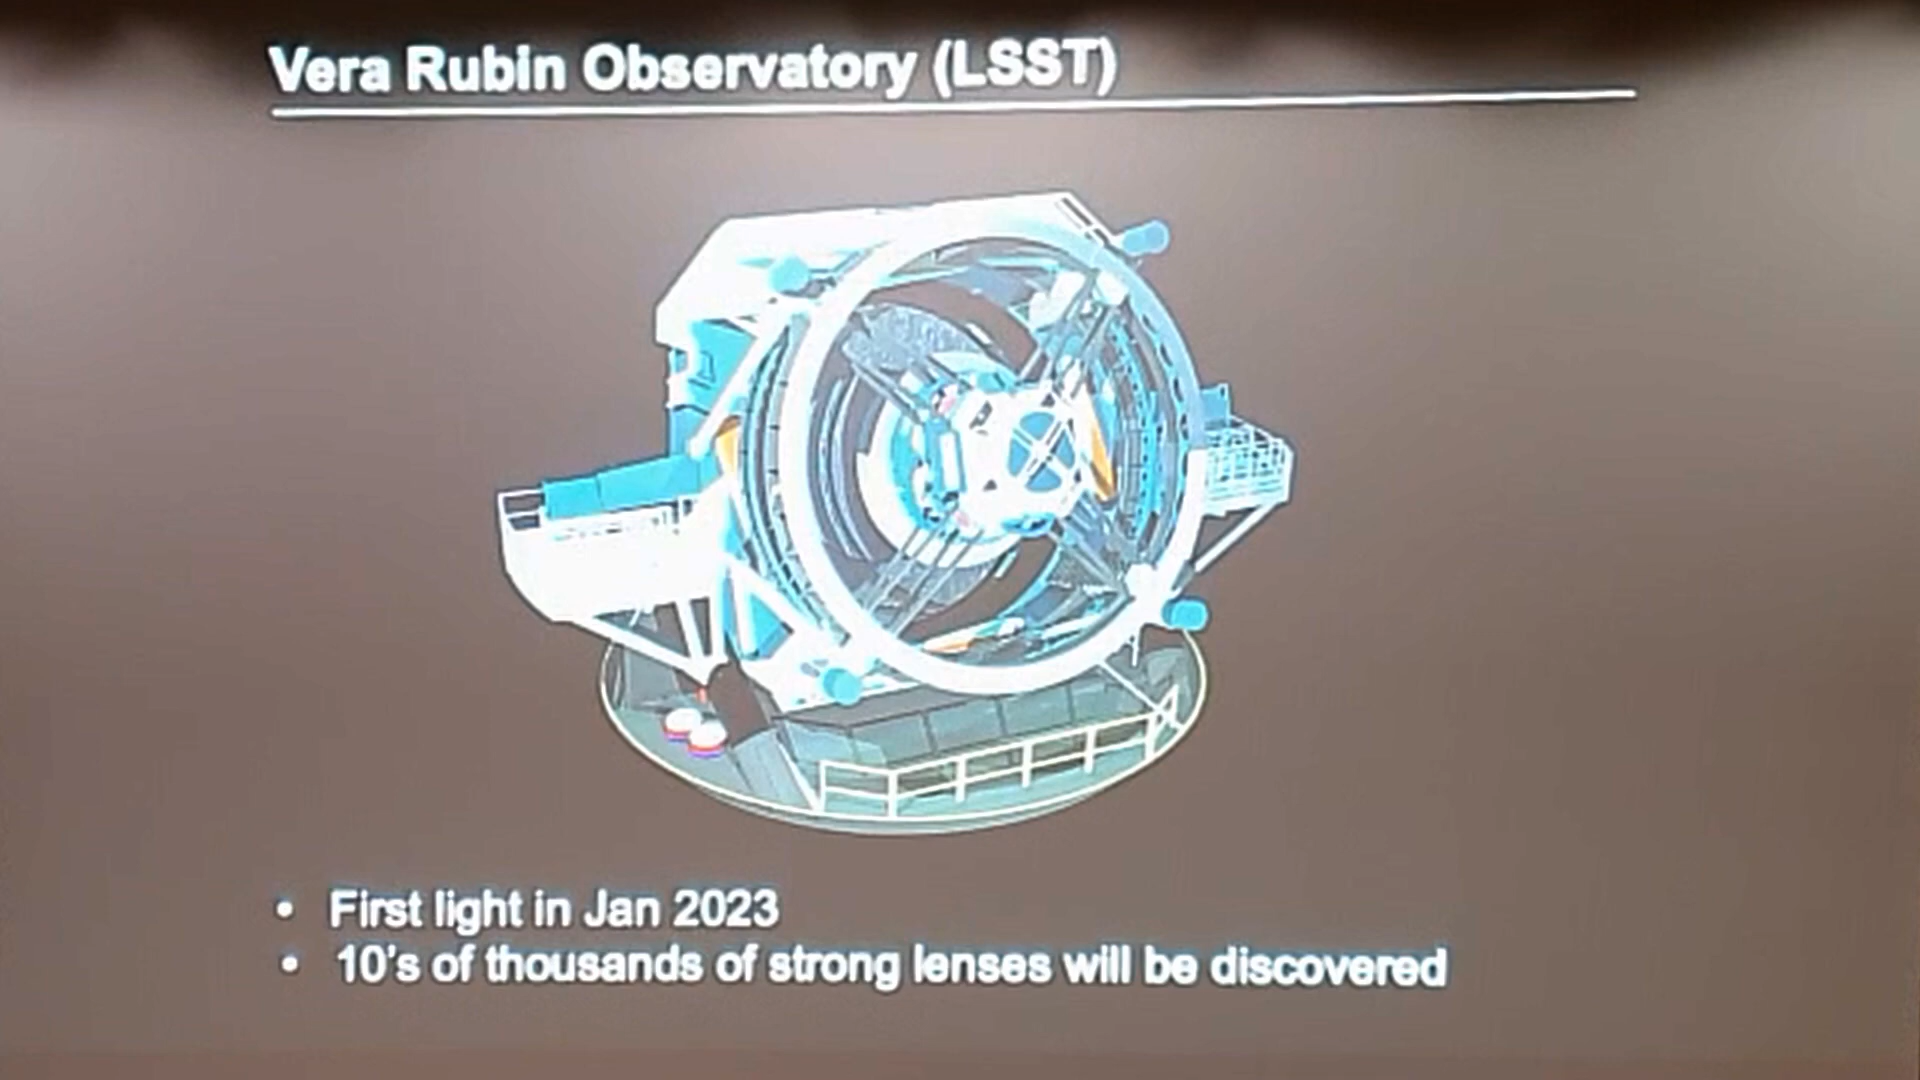 Vera Rubin Observatory (LSST)
• First light in Jan 2023
• 10's of thousands of strong lenses will be discovered